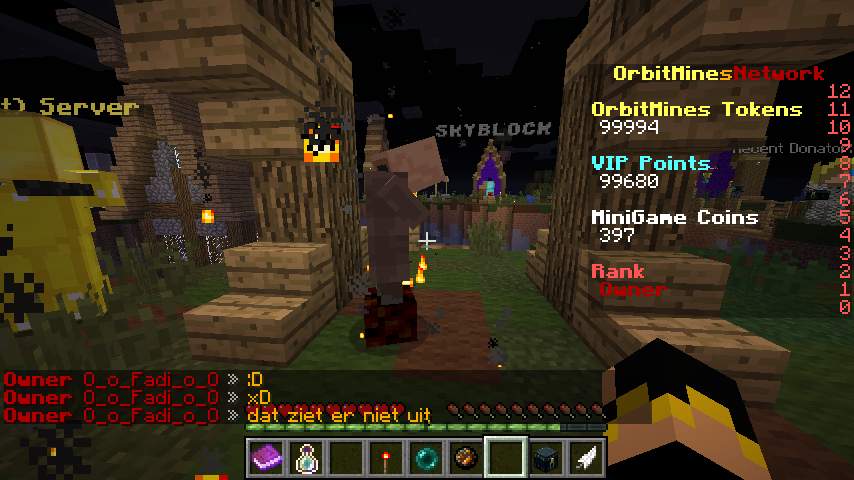 t) Server
SKYBLOCK
OrbitMinesNetwork
12
OrbitMines Tokens 11
99994 10
9
Recent Donator
8
VIP Points 7
99680 6
5
MiniGame Coins
397 4
3
Rank 2
Owner 1
0
Owner O_o_Fadi_o_O » :D
Owner O_o_Fadi_o_O » xD
Owner O_o_Fadi_o_O » dat ziet er niet uit